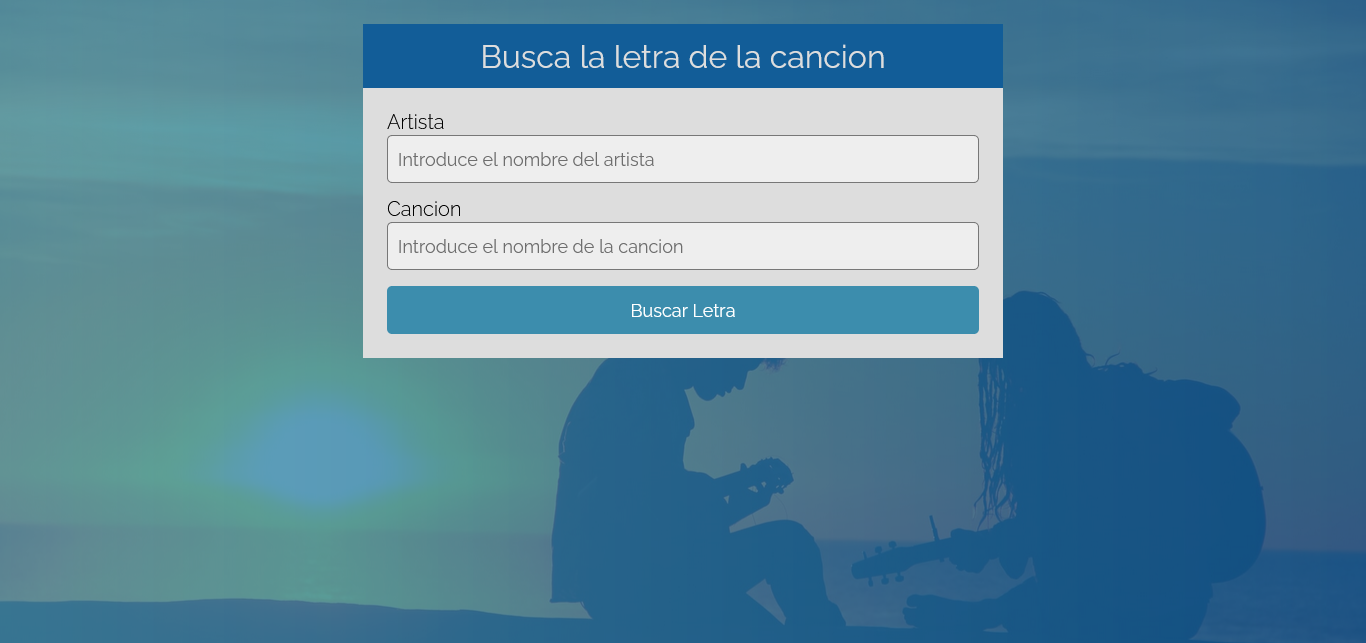 Busca la letra de la cancion
Artista
Introduce el nombre del artista
Cancion
Introduce el nombre de la cancion
Buscar Letra